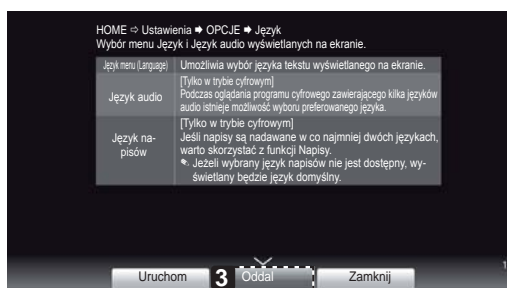 HOME ⇨ Ustawienia ➡ OPCJE ➡ Język
Wybór menu Język i Język audio wyświetlanych na ekranie.
Język menu (Language) Umożliwia wybór języka tekstu wyświetlanego na ekranie.
Język audio
[Tylko w trybie cyfrowym]
Podczas oglądania programu cyfrowego zawierającego kilka języków
audio istnieje możliwość wyboru preferowanego języka.
Język na-
pisów
[Tylko w trybie cyfrowym]
Jeśli napisy są nadawane w co najmniej dwóch językach,
warto skorzystać z funkcji Napisy.
✎ Jeżeli wybrany język napisów nie jest dostępny, wy-
świetlany będzie język domyślny.
1
Uruchom 3 Oddal Zamknij